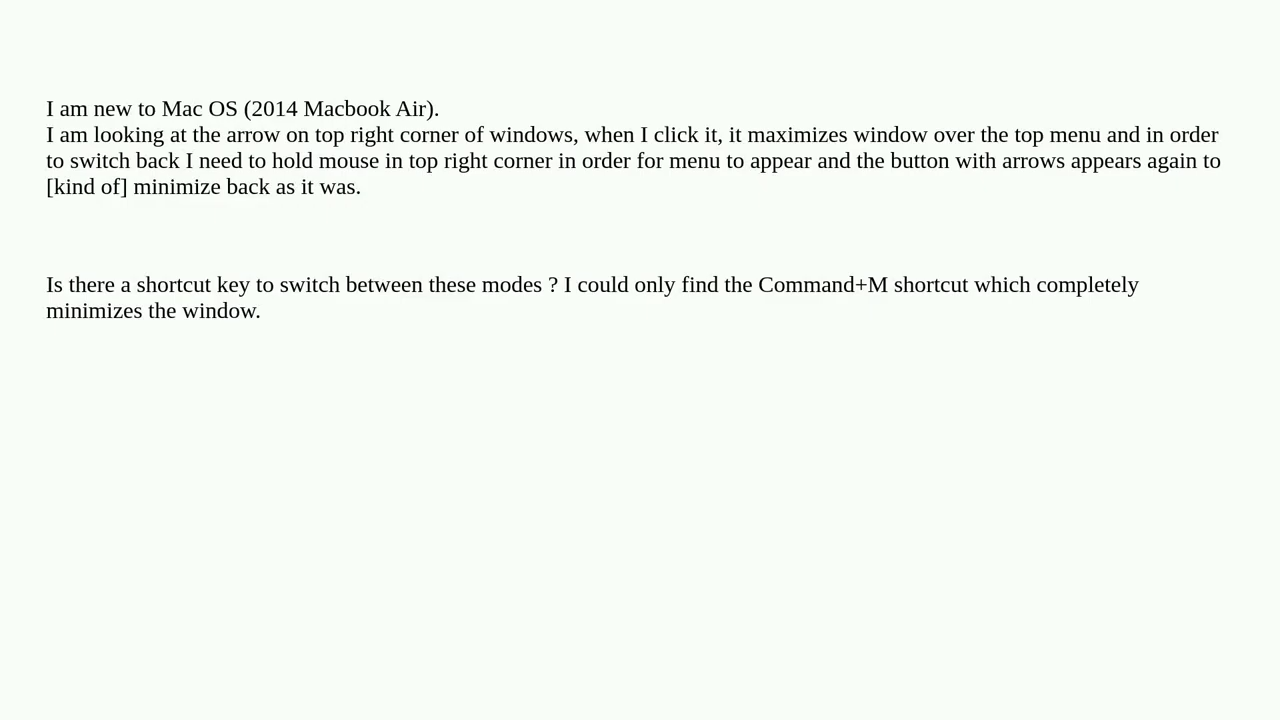 I am new to Mac OS (2014 Macbook Air).
I am looking at the arrow on top right corner of windows, when I click it, it maximizes window over the top menu and in order
to switch back I need to hold mouse in top right corner in order for menu to appear and the button with arrows appears again to
[kind of] minimize back as it was.
Is there a shortcut key to switch between these modes ? I could only find the Command+M shortcut which completely
minimizes the window.